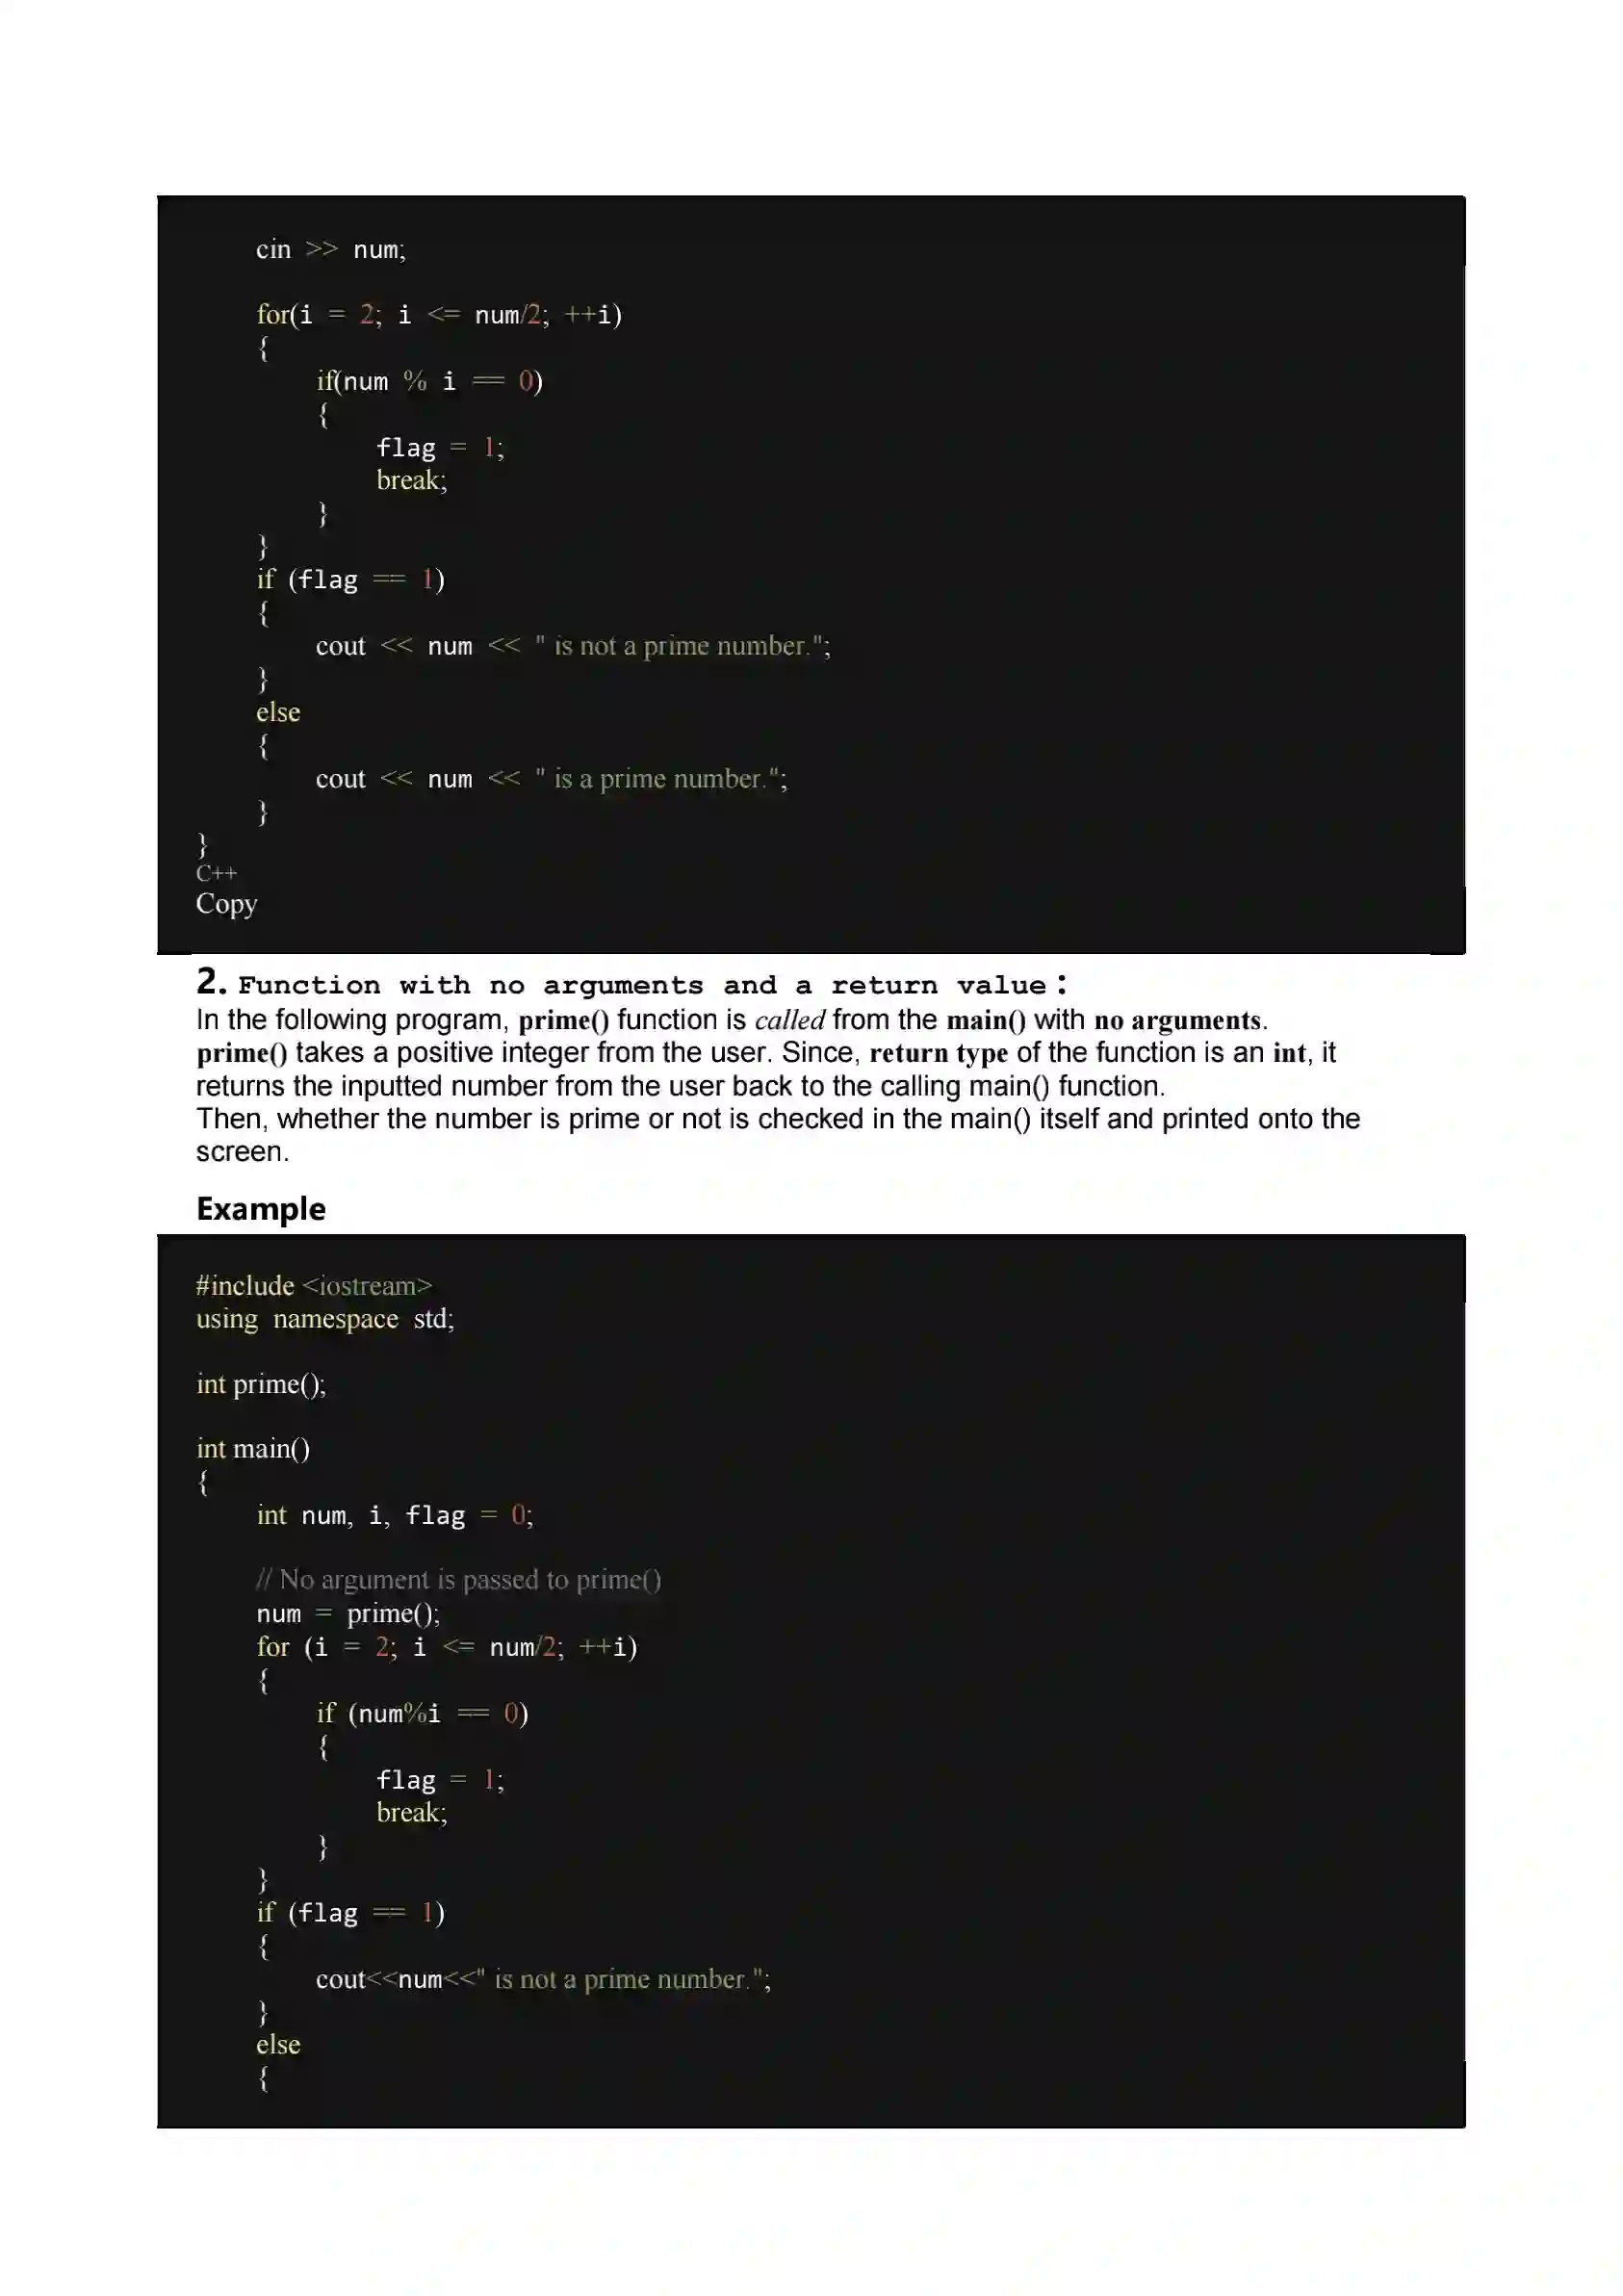 cin >> num;
for(i = 2; i <= num/2; ++i)
{
if(num % i == 0)
{
flag = 1;
break;
}
}
if (flag == 1)
{
cout << num << " is not a prime number.";
}
else
{
cout << num << " is a prime number.";
}
}
C++
Copy
2. Function with no arguments and a return value :
In the following program, prime() function is called from the main() with no arguments.
prime() takes a positive integer from the user. Since, return type of the function is an int, it
returns the inputted number from the user back to the calling main() function.
Then, whether the number is prime or not is checked in the main() itself and printed onto the
screen.
Example
#include <iostream>
using namespace std;
int prime();
int main()
{
int num, i, flag = 0;
// No argument is passed to prime()
num = prime();
for (i = 2; i <= num/2; ++i)
{
if (num%i == 0)
{
flag = 1;
break;
}
}
if (flag == 1)
{
cout<<num<<" is not a prime number.";
}
else
{